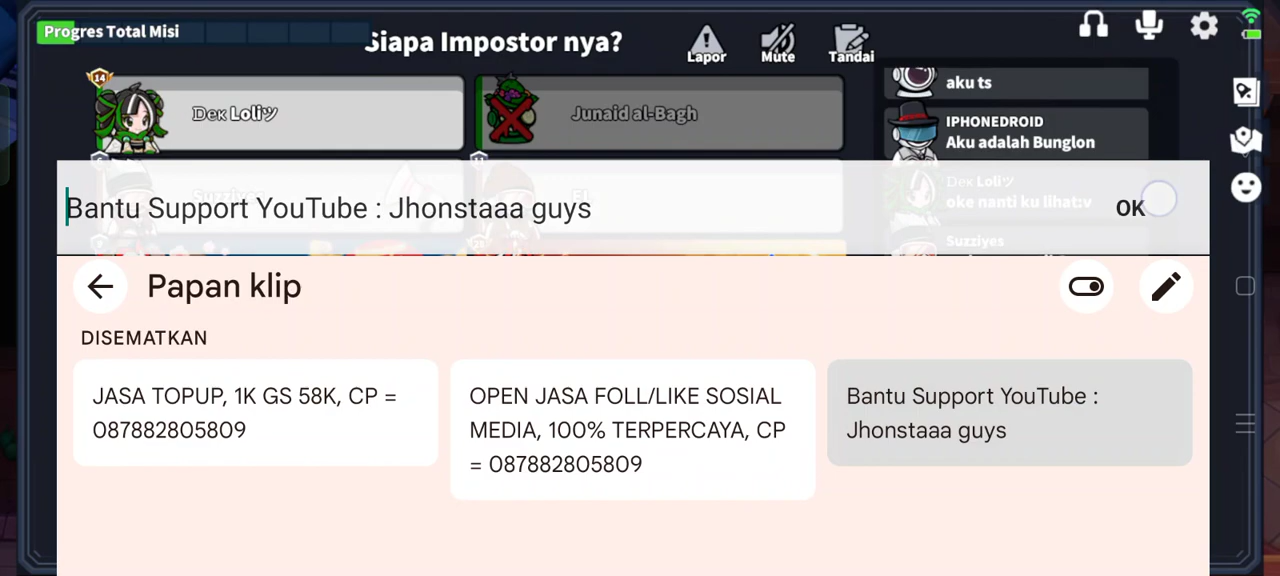 Progres Total Misi
Siapa Impostor nya?
Lapor
Mute
Tandai
14
Dᴇᴋ Loliツ
Junaid al-Bagh
aku ts
IPHONEDROID
Aku adalah Bunglon
Dᴇᴋ Loliツ
oke nanti ku lihat:v
Suzziyes
Suzziyes
Bantu Support YouTube : Jhonstaaa guys
OK
Papan klip
DISEMATKAN
JASA TOPUP, 1K GS 58K, CP =
087882805809
OPEN JASA FOLL/LIKE SOSIAL
MEDIA, 100% TERPERCAYA, CP
= 087882805809
Bantu Support YouTube :
Jhonstaaa guys